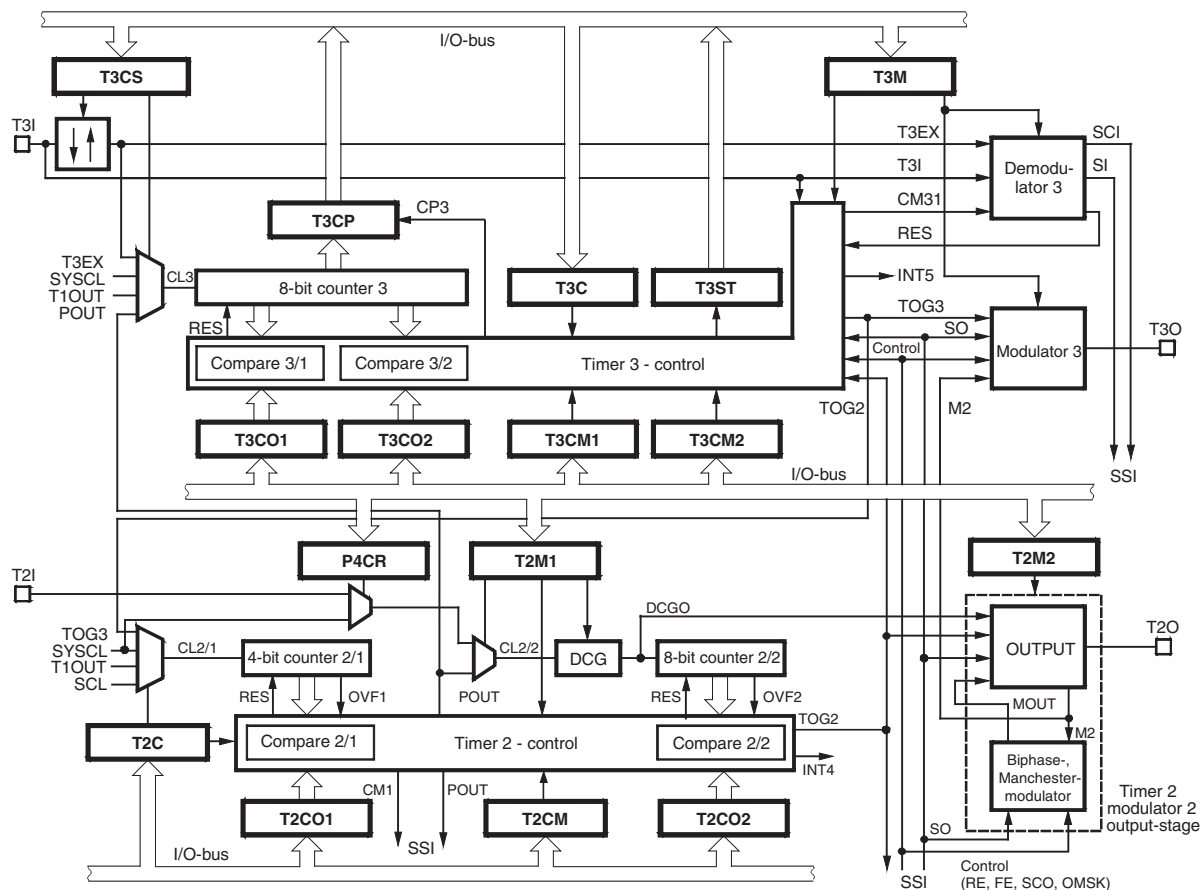 I/O-bus
T3CS
T3M
T3I
T3EX
SCI
T3I
SI
Demodu-
lator 3
CM31
T3CP
CP3
RES
T3EX
SYSCL
T1OUT
POUT
CL3
8-bit counter 3
T3C
T3ST
INT5
RES
TOG3
SO
T3O
Compare 3/1
Compare 3/2
Timer 3 - control
Control
Modulator 3
TOG2
M2
T3CO1
T3CO2
T3CM1
T3CM2
I/O-bus
SSI
P4CR
T2M1
T2M2
T2I
DCGO
TOG3
SYSCL
T1OUT
SCL
CL2/1
4-bit counter 2/1
CL2/2
DCG
8-bit counter 2/2
OUTPUT
T2O
RES
OVF1
POUT
RES
OVF2
MOUT
TOG2
M2
T2C
Compare 2/1
Timer 2 - control
Compare 2/2
INT4
Biphase-,
Manchester-
modulator
CM1
POUT
Timer 2
modulator 2
output-stage
T2CO1
T2CM
T2CO2
SSI
SO
I/O-bus
SSI
Control
(RE, FE, SCO, OMSK)